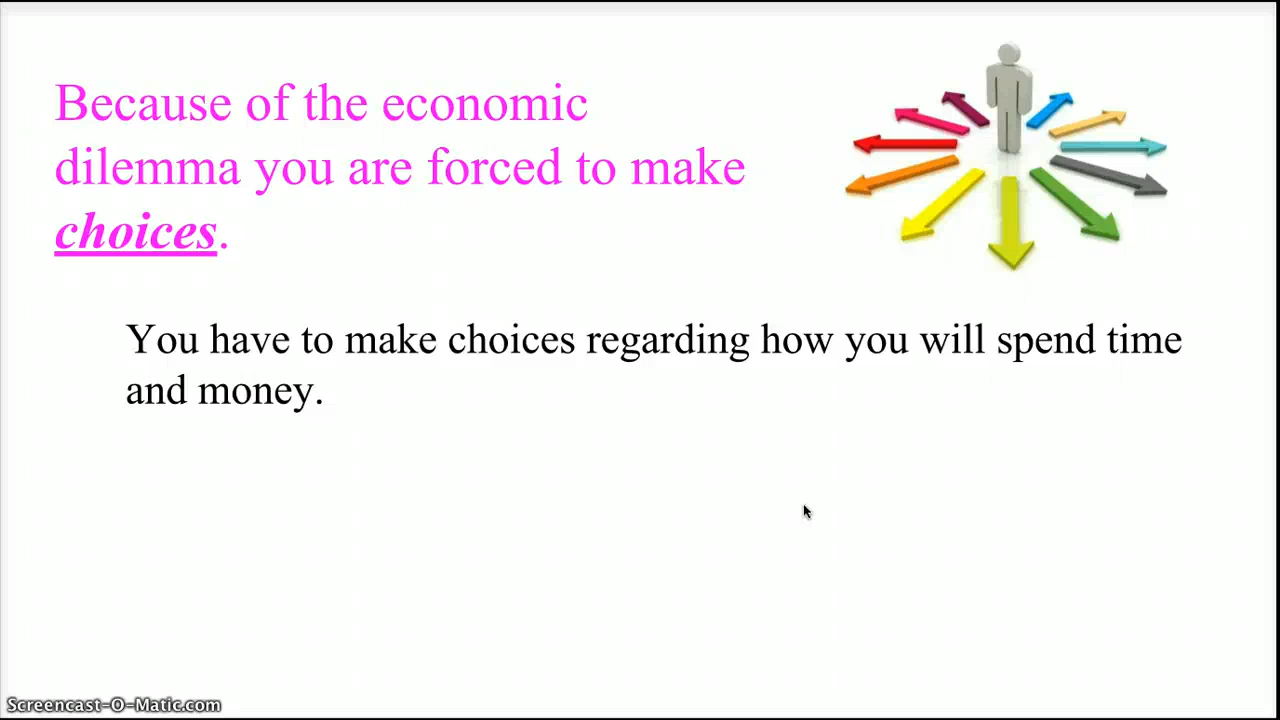 Because of the economic
dilemma you are forced to make
choices.
You have to make choices regarding how you will spend time
and money.
Screencast-O-Matic.com